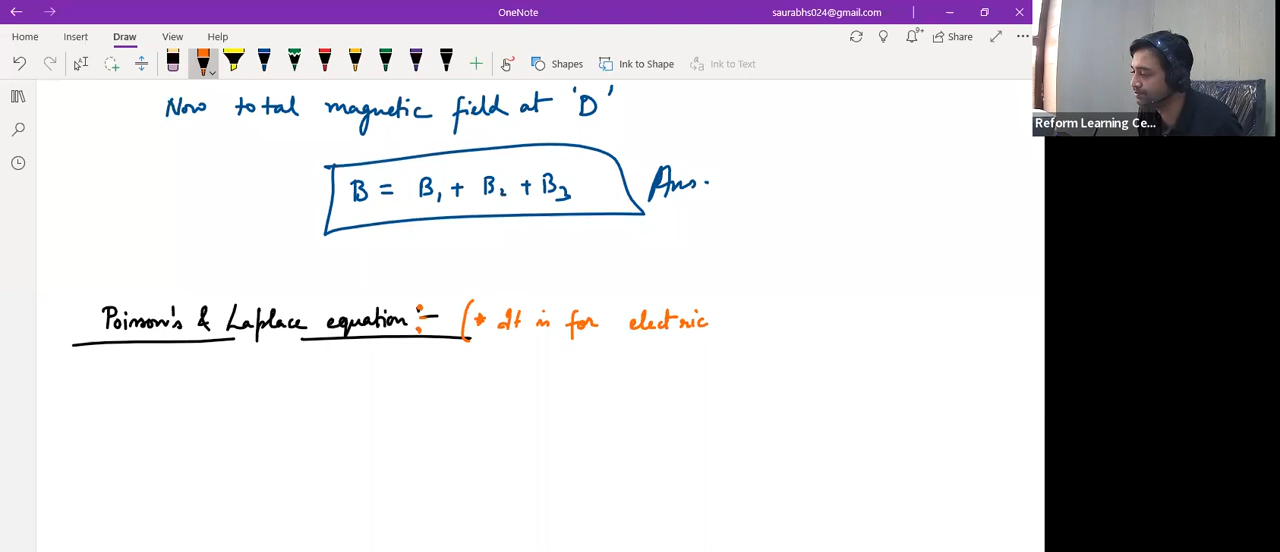 OneNote
saurabhs024@gmail.com
Home Insert Draw View Help
9+ Share
Shapes Ink to Shape Ink to Text
Now total magnetic field at 'D'
B = B₁ + B₂ + B₃ Ans.
Poisson's & Laplace equation :- (* It is for electric
Reform Learning Ce...